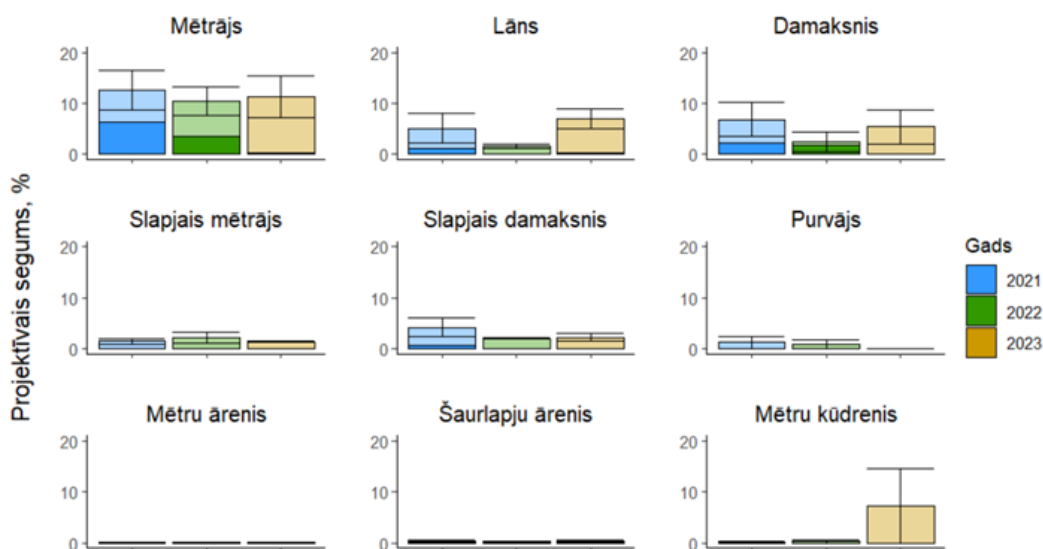 Mētrājs
Lāns
Damaksnis
20
10
0
20
10
0
20
10
0
Slapjais mētrājs
Slapjais damaksnis
Purvājs
20
10
0
20
10
0
20
10
0
Mētru ārenis
Šaurlapju ārenis
Mētru kūdrenis
20
10
0
20
10
0
20
10
0
Projektīvais segums, %
Gads
2021
2022
2023